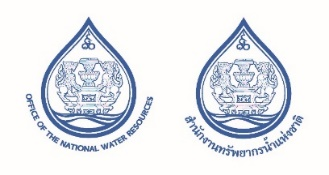 OFFICE OF THE NATIONAL WATER RESOURCES
สำนักงานทรัพยากรน้ำแห่งชาติ